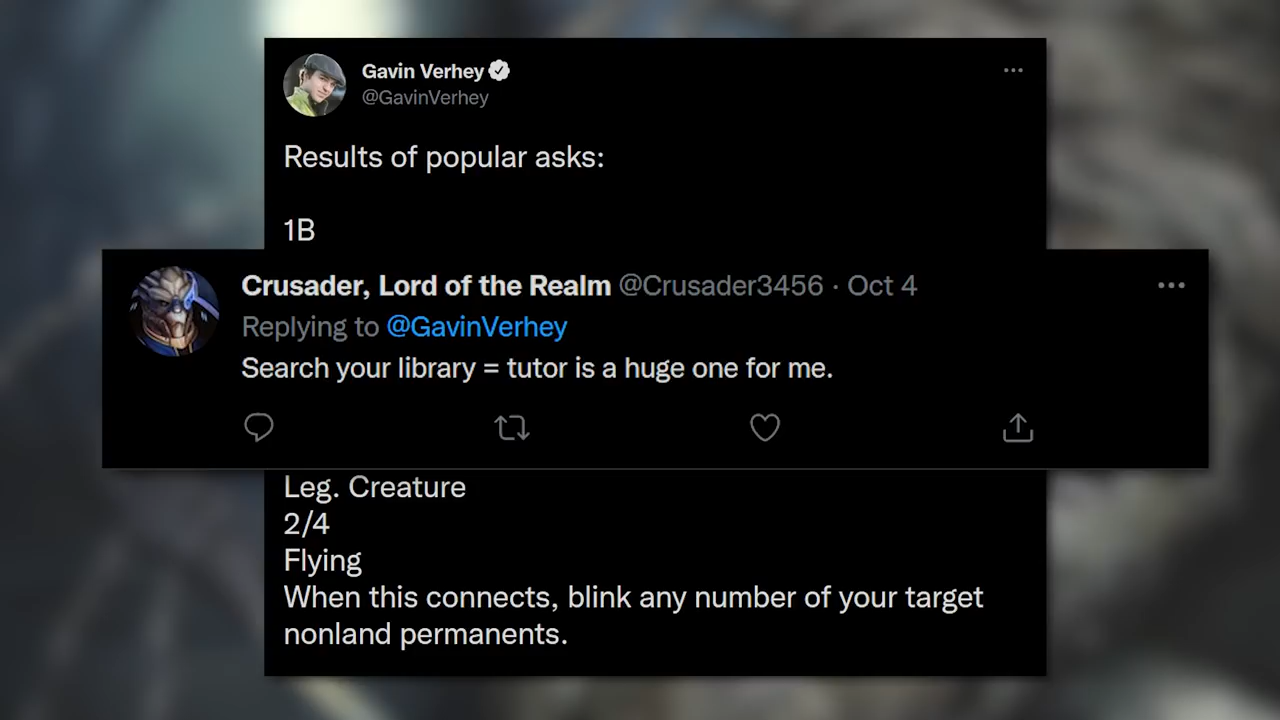 Gavin Verhey
@GavinVerhey
Results of popular asks:
1B
Crusader, Lord of the Realm @Crusader3456 · Oct 4
Replying to @GavinVerhey
Search your library = tutor is a huge one for me.
Leg. Creature
2/4
Flying
When this connects, blink any number of your target
nonland permanents.